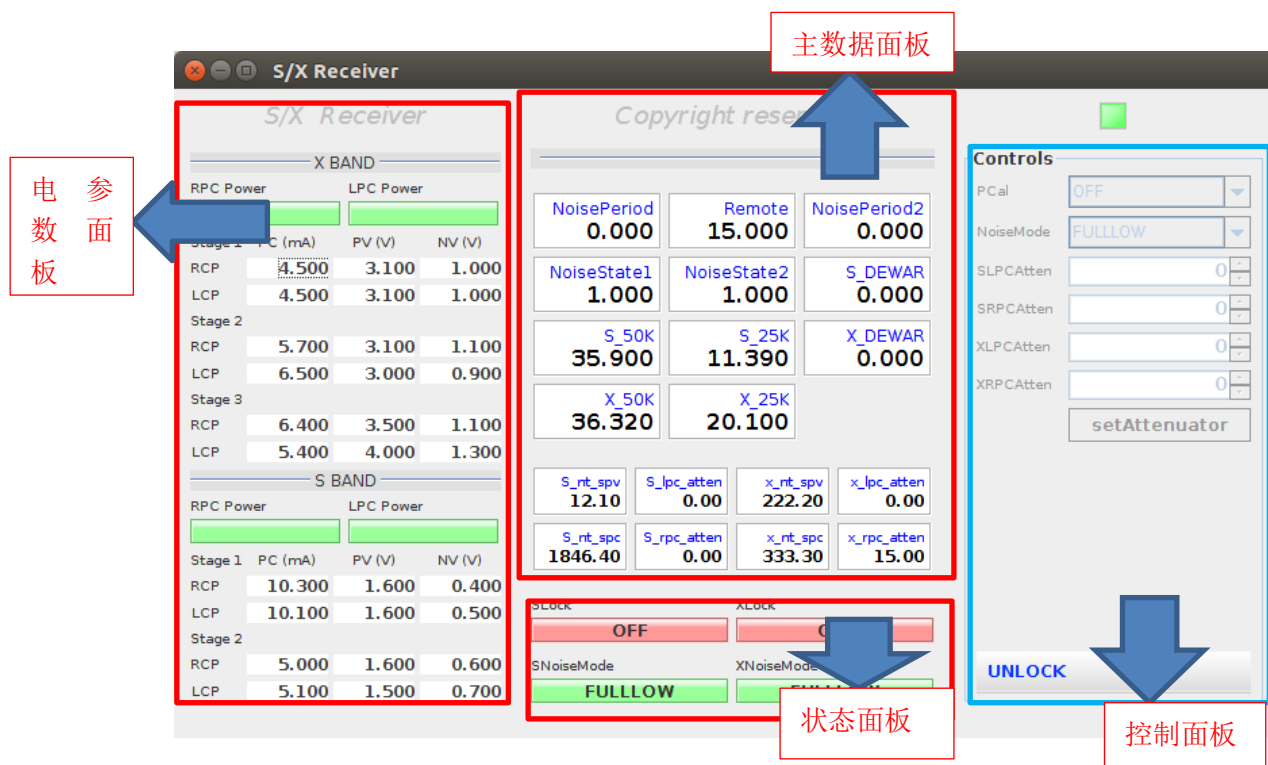 主数据面板
S/X Receiver
S/X Receiver
Copyright reser
电参数面板
X BAND
RPC Power LPC Power
Stage 1 PC (mA) PV (V) NV (V)
RCP 4.500 3.100 1.000
LCP 4.500 3.100 1.000
Stage 2
RCP 5.700 3.100 1.100
LCP 6.500 3.000 0.900
Stage 3
RCP 6.400 3.500 1.100
LCP 5.400 4.000 1.300
S BAND
RPC Power LPC Power
Stage 1 PC (mA) PV (V) NV (V)
RCP 10.300 1.600 0.400
LCP 10.100 1.600 0.500
Stage 2
RCP 5.000 1.600 0.600
LCP 5.100 1.500 0.700
NoisePeriod Remote NoisePeriod2
0.000 15.000 0.000
NoiseState1 NoiseState2 S_DEWAR
1.000 1.000 0.000
S_50K S_25K X_DEWAR
35.900 11.390 0.000
X_50K X_25K
36.320 20.100
S_nt_spv S_lpc_atten x_nt_spv x_lpc_atten
12.10 0.00 222.20 0.00
S_nt_spc S_rpc_atten x_nt_spc x_rpc_atten
1846.40 0.00 333.30 15.00
SLock XLock
OFF
SNoiseMode XNoiseMode
FULLLOW
状态面板
Controls
PCal OFF
NoiseMode FULLLOW
SLPCAtten 0
SRPCAtten 0
XLPCAtten 0
XRPCAtten 0
setAttenuator
UNLOCK
控制面板